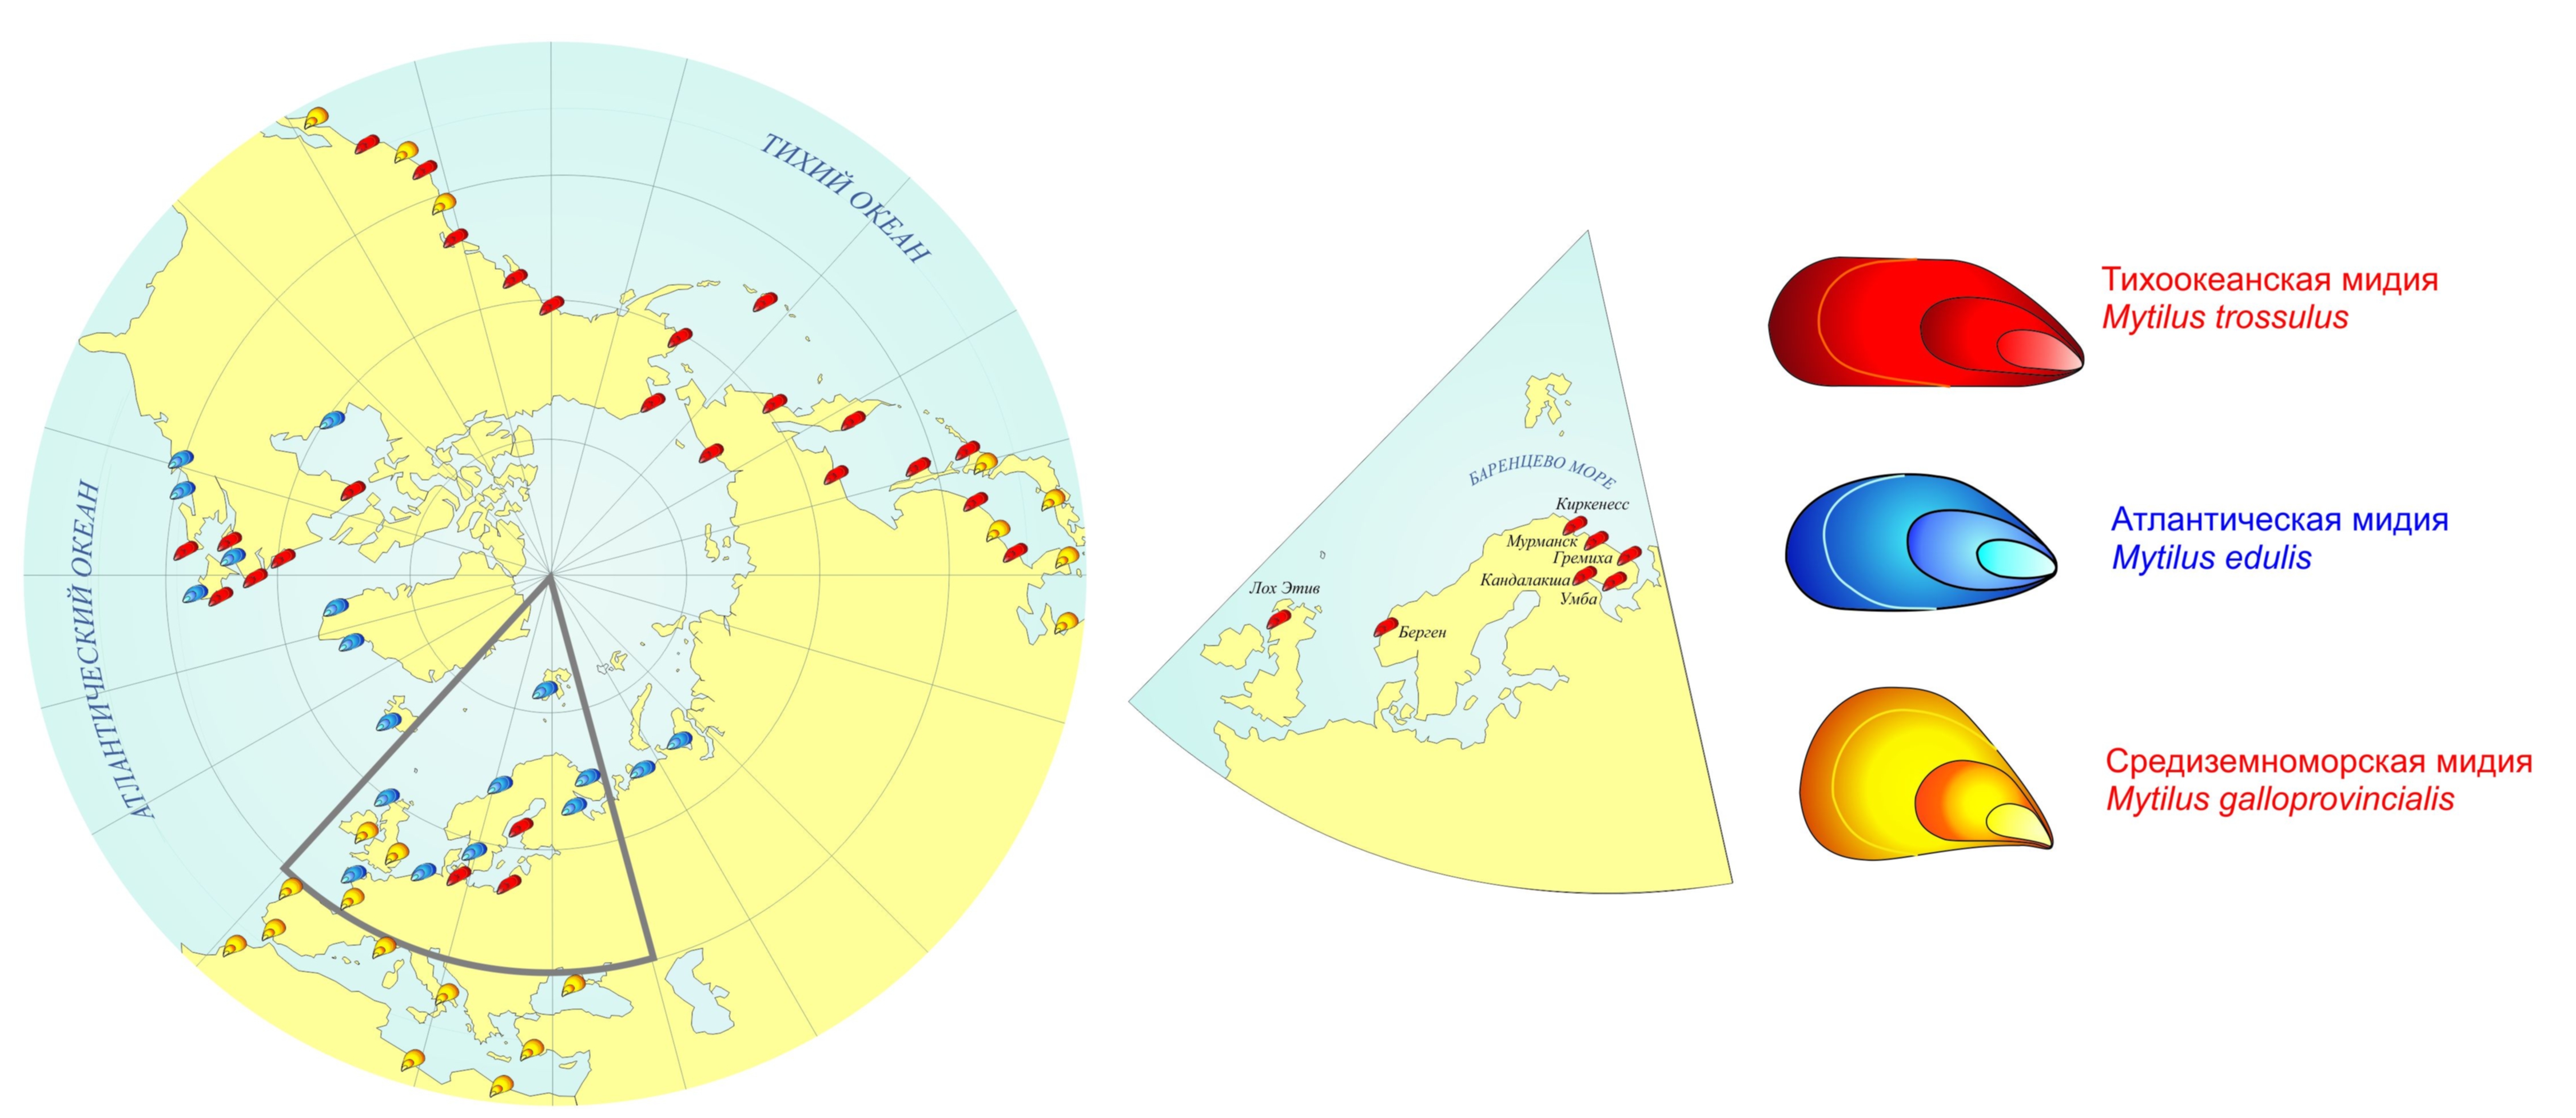 ТИХИЙ ОКЕАН
АТЛАНТИЧЕСКИЙ ОКЕАН
БАРЕНЦЕВО МОРЕ
Киркенесс
Мурманск
Гремиха
Кандалакша
Умба
Лох Этив
Берген
Тихоокеанская мидия
Mytilus trossulus
Атлантическая мидия
Mytilus edulis
Средиземноморская мидия
Mytilus galloprovincialis